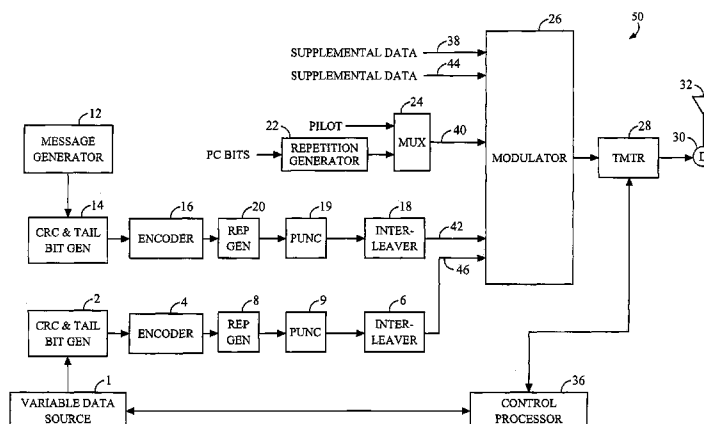 50
26
SUPPLEMENTAL DATA
38
SUPPLEMENTAL DATA
44
32
12
24
MESSAGE
GENERATOR
PILOT
22
MUX
40
28
30
PC BITS
REPETITION
GENERATOR
MODULATOR
TMTR
D
14
16
20
19
18
CRC & TAIL
BIT GEN
ENCODER
REP
GEN
PUNC
INTER-
LEAVER
42
46
2
4
8
9
6
CRC & TAIL
BIT GEN
ENCODER
REP
GEN
PUNC
INTER-
LEAVER
1
36
VARIABLE DATA
SOURCE
CONTROL
PROCESSOR